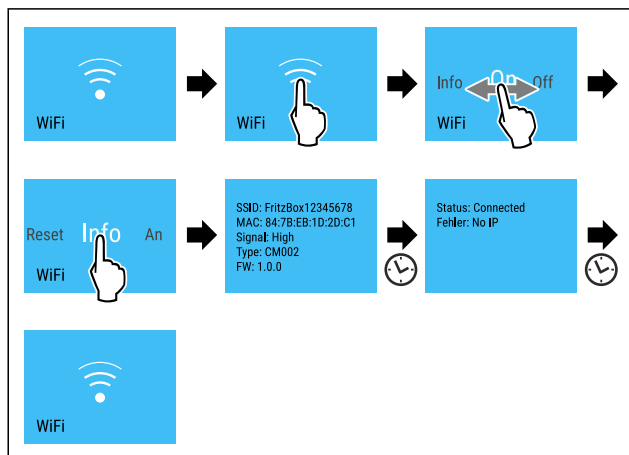 WiFi
WiFi
Info On Off
WiFi
Reset Info An
WiFi
SSID: FritzBox12345678
MAC: 84:7B:EB:1D:2D:C1
Signal: High
Type: CM002
FW: 1.0.0
Status: Connected
Fehler: No IP
WiFi